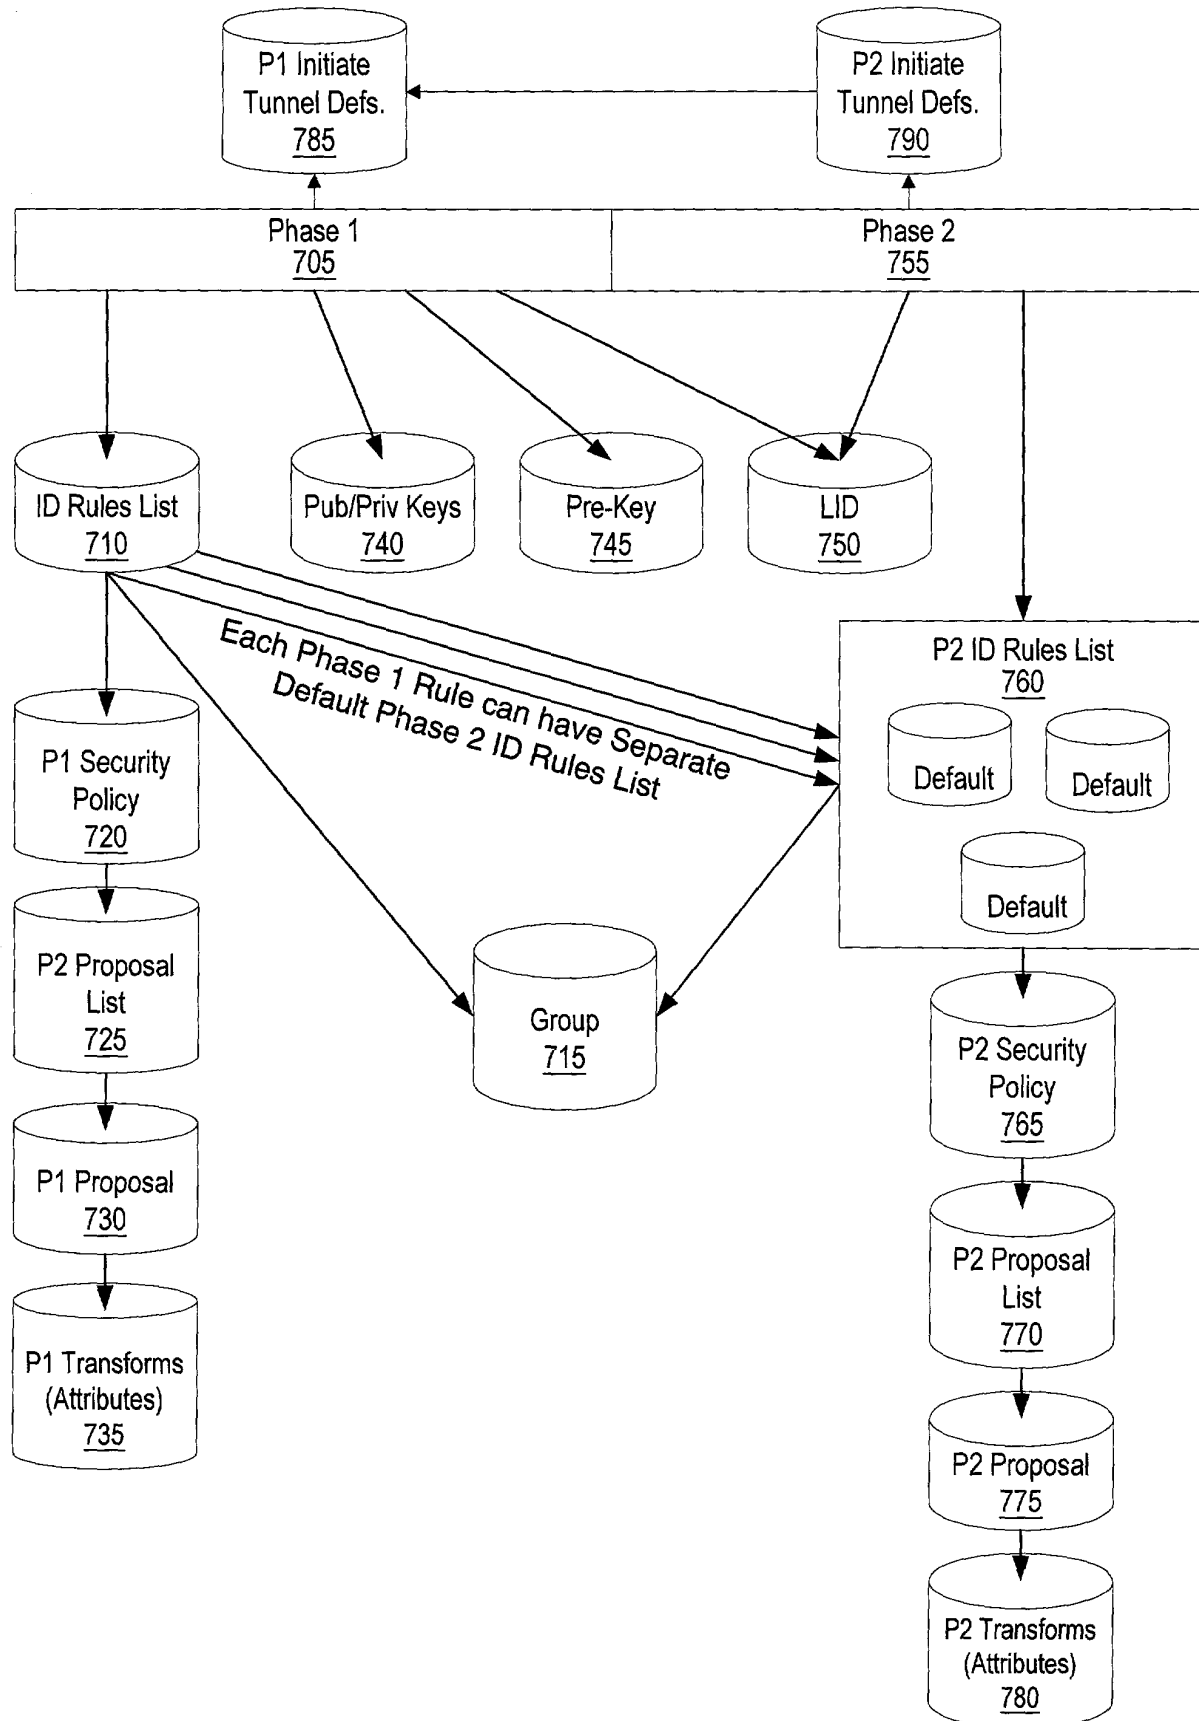 P1 Initiate
Tunnel Defs.
785
P2 Initiate
Tunnel Defs.
790
Phase 1
705
Phase 2
755
ID Rules List
710
Pub/Priv Keys
740
Pre-Key
745
LID
750
Each Phase 1 Rule can have Separate
Default Phase 2 ID Rules List
P2 ID Rules List
760
Default
Default
Default
P1 Security
Policy
720
P2 Proposal
List
725
P1 Proposal
730
P1 Transforms
(Attributes)
735
Group
715
P2 Security
Policy
765
P2 Proposal
List
770
P2 Proposal
775
P2 Transforms
(Attributes)
780